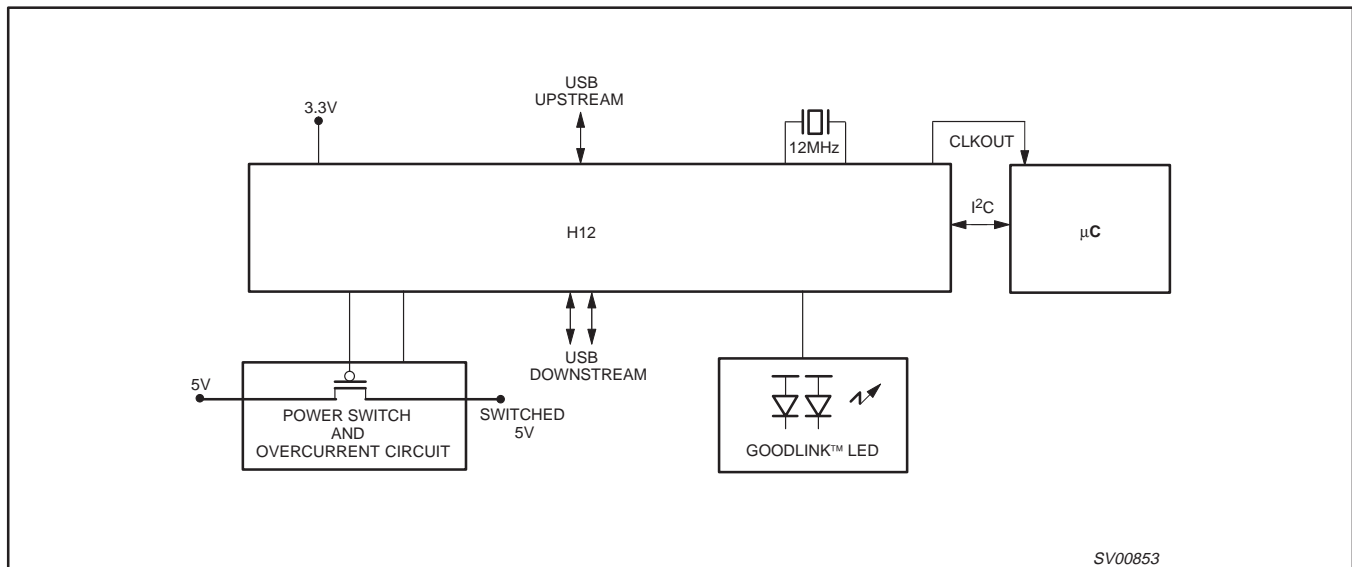 USB
UPSTREAM
3.3V
12MHz
CLKOUT
H12
I²C
μC
5V
POWER SWITCH
AND
OVERCURRENT CIRCUIT
SWITCHED
5V
USB
DOWNSTREAM
GOODLINK™ LED
SV00853